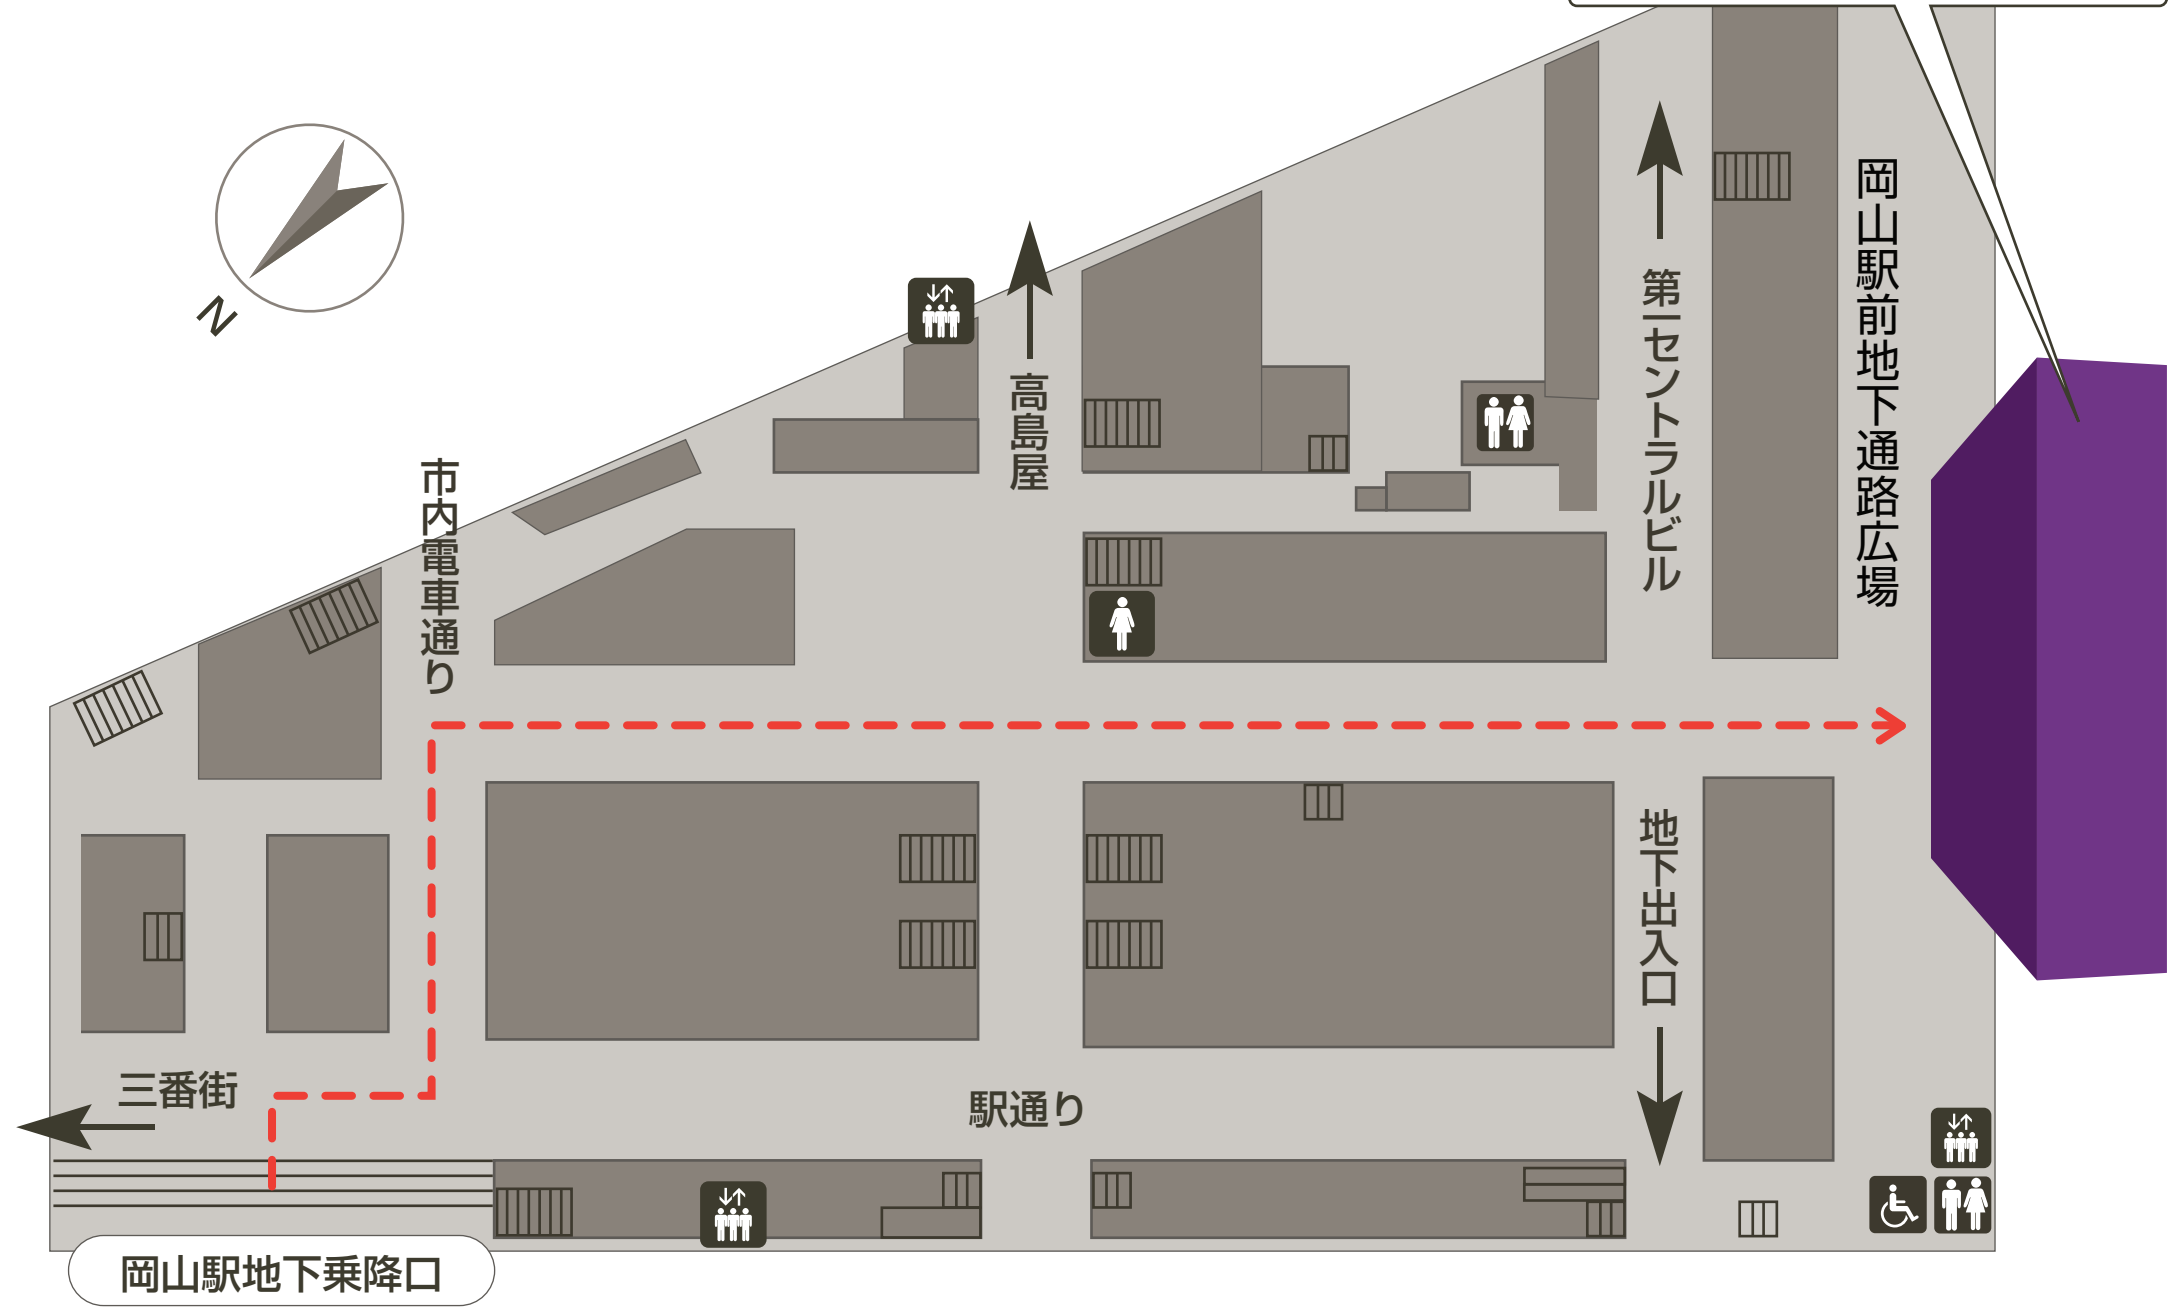 N
市内電車通り
高島屋
第一セントラルビル
岡山駅前地下通路広場
地下出入口
三番街
駅通り
岡山駅地下乗降口